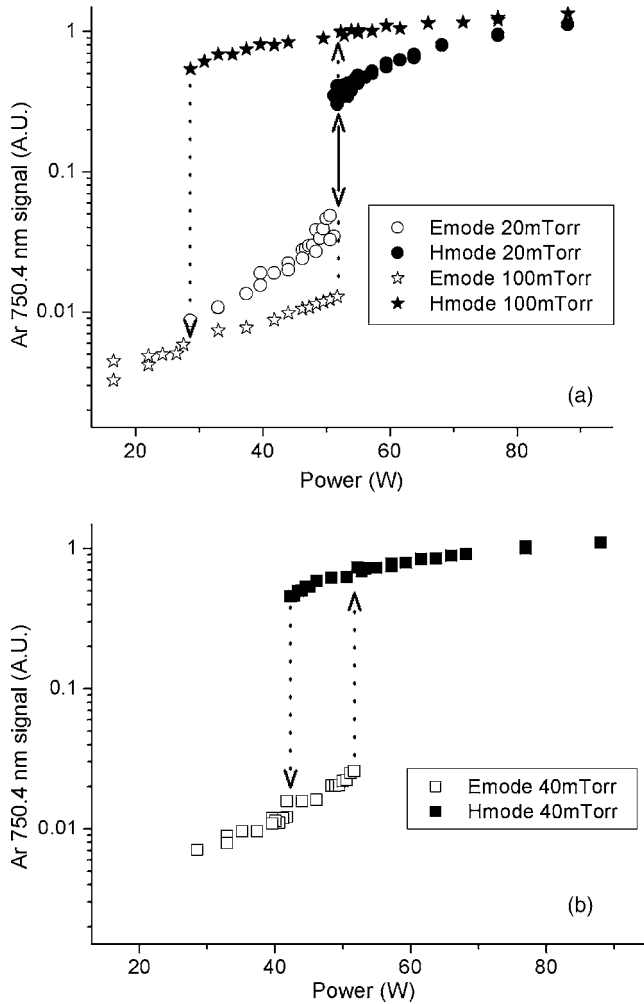 1
0.1
0.01
Ar 750.4 nm signal (A.U.)
Emode 20mTorr
Hmode 20mTorr
Emode 100mTorr
Hmode 100mTorr
(a)
20 40 60 80
Power (W)
1
0.1
0.01
Ar 750.4 nm signal (A.U.)
Emode 40mTorr
Hmode 40mTorr
(b)
20 40 60 80
Power (W)